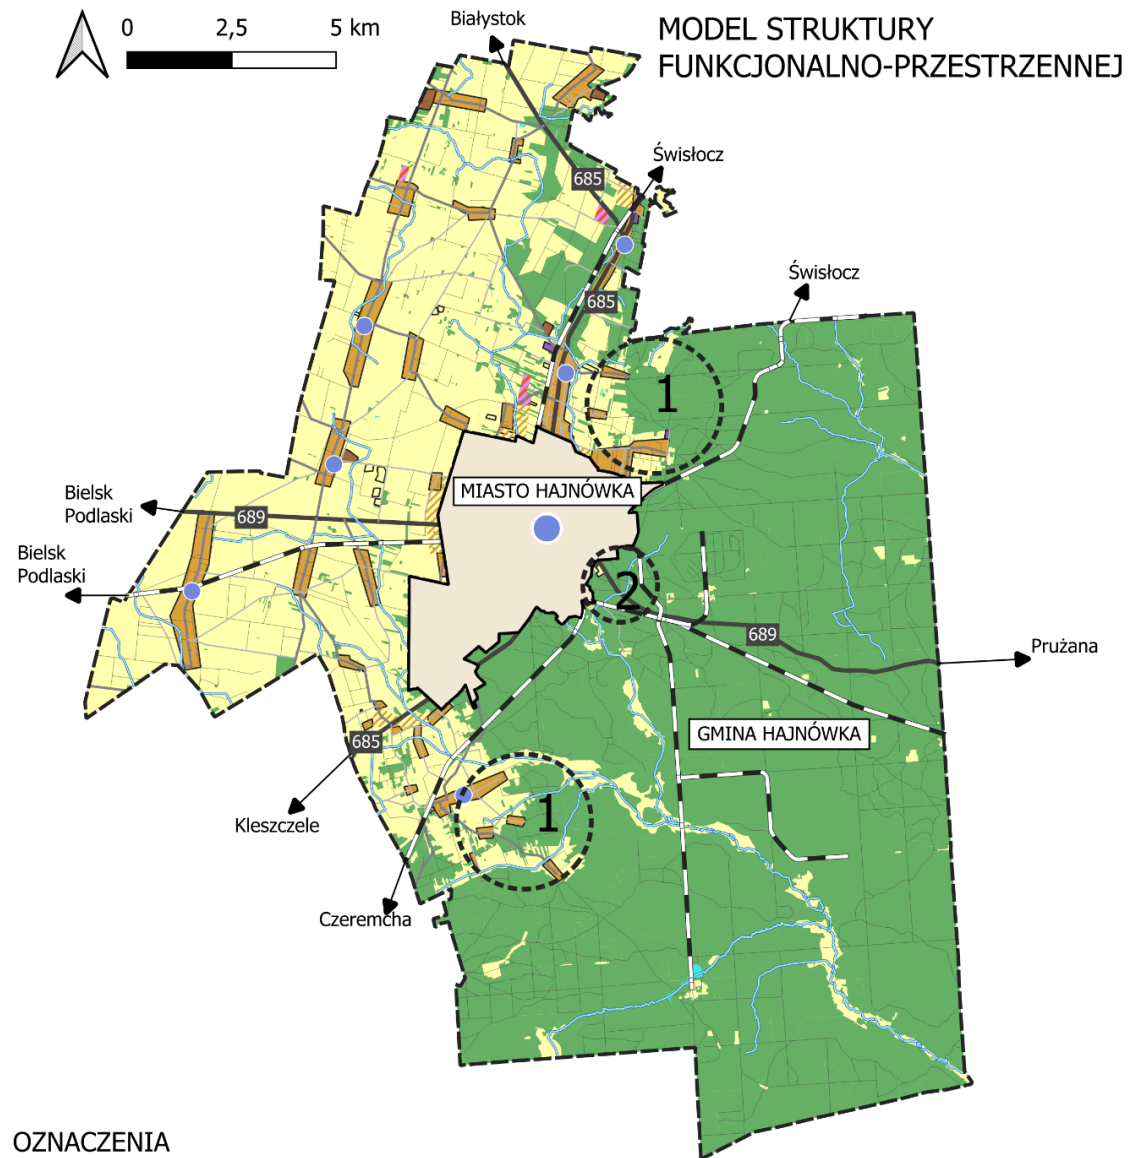 Białystok
MODEL STRUKTURY
FUNKCJONALNO-PRZESTRZENNEJ
0 2,5 5 km
Świsłocz
685
Świsłocz
685
1
MIASTO HAJNÓWKA
Bielsk
Podlaski
689
Bielsk
Podlaski
2
689
Prużana
685
GMINA HAJNÓWKA
Kleszczele
1
Czeremcha
OZNACZENIA